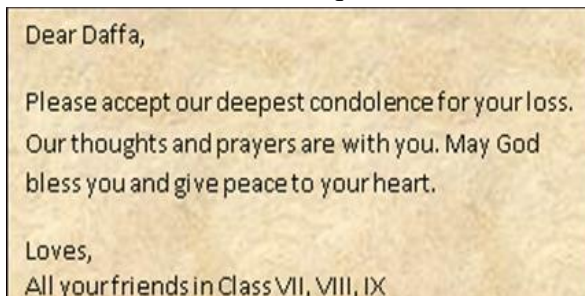 Dear Daffa,
Please accept our deepest condolence for your loss.
Our thoughts and prayers are with you. May God
bless you and give peace to your heart.
Loves,
All your friends in Class VII, VIII, IX